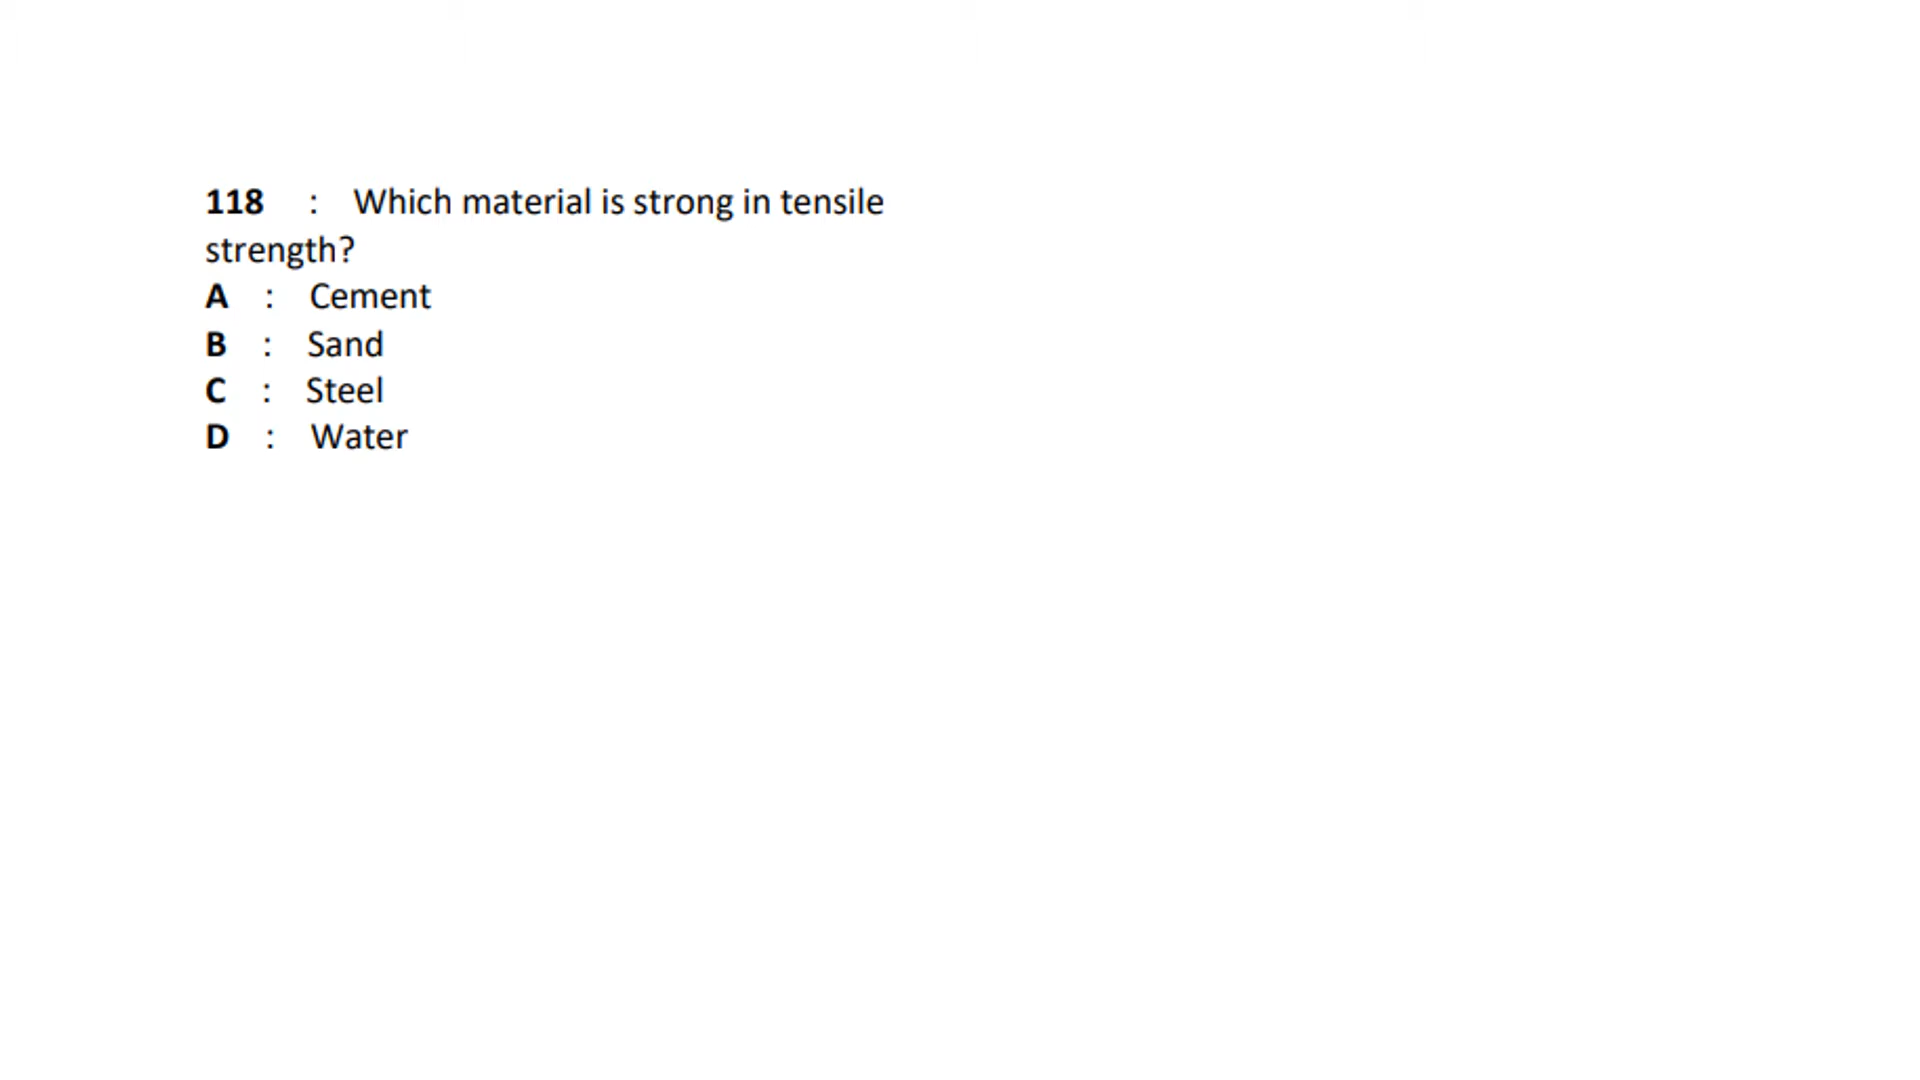 118 : Which material is strong in tensile
strength?
A : Cement
B : Sand
C : Steel
D : Water